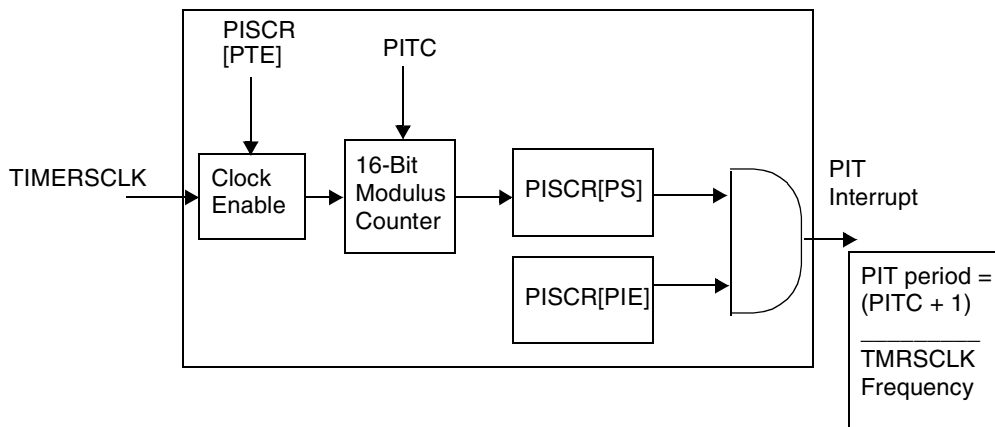 PISCR
[PTE]
PITC
TIMERSCLK
Clock
Enable
16-Bit
Modulus
Counter
PISCR[PS]
PISCR[PIE]
PIT
Interrupt
PIT period =
(PITC + 1)
_________
TMRSCLK
Frequency